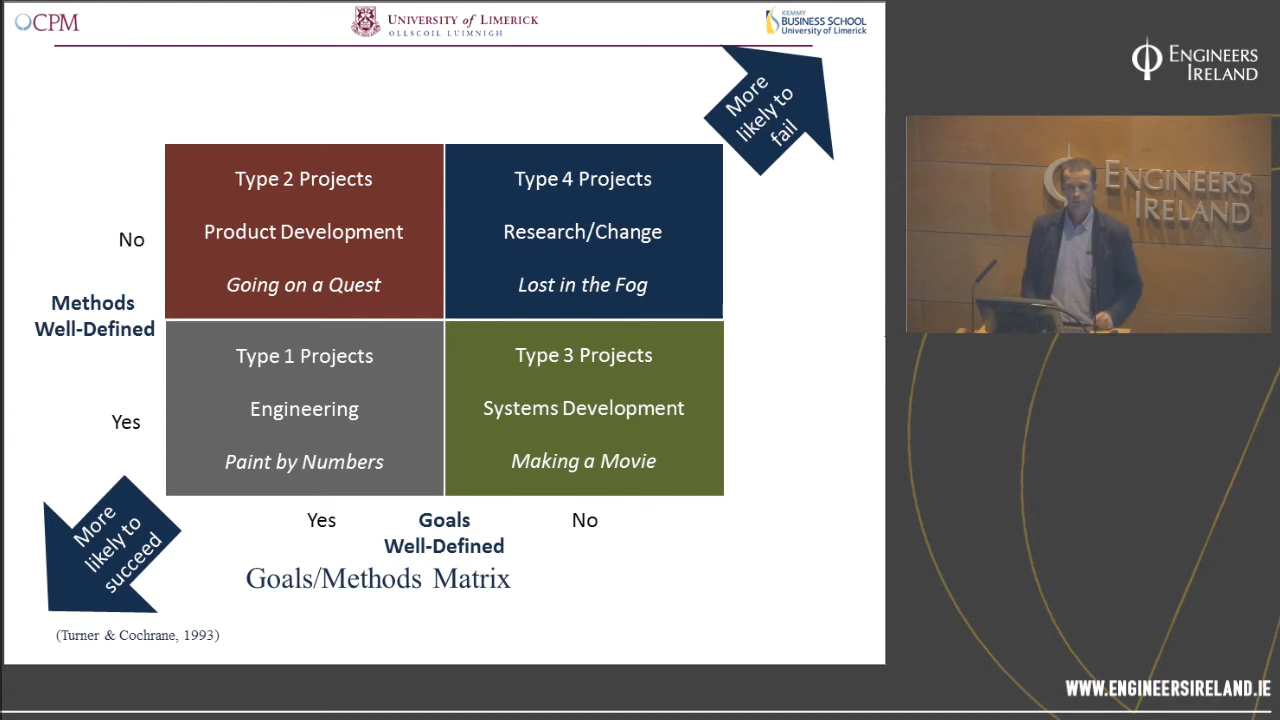 CPM
UNIVERSITY of LIMERICK
OLLSCOIL LUIMNIGH
KEMMY
BUSINESS SCHOOL
University of Limerick
ENGINEERS
IRELAND
More
likely to
fail
Type 2 Projects
Product Development
Going on a Quest
Type 4 Projects
Research/Change
Lost in the Fog
ENGINEERS
IRELAND
No
Methods
Well-Defined
Type 1 Projects
Engineering
Paint by Numbers
Type 3 Projects
Systems Development
Making a Movie
Yes
More
likely to
succeed
Yes
Goals
Well-Defined
No
Goals/Methods Matrix
(Turner & Cochrane, 1993)
WWW.ENGINEERSIRELAND.IE